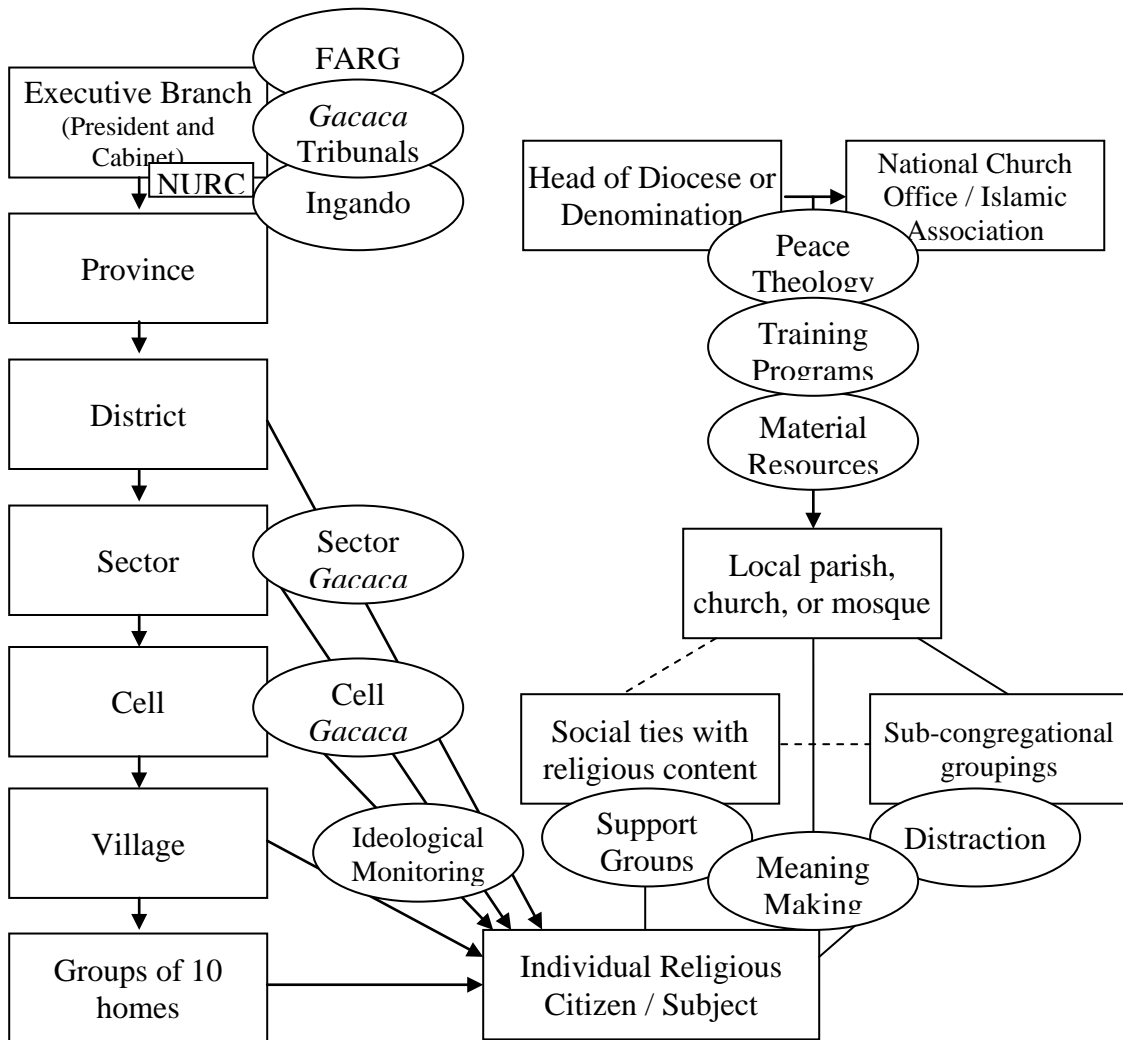 FARG
Executive Branch
(President and
Cabinet)
Gacaca
Tribunals
NURC
Ingando
Province
District
Sector
Sector
Gacaca
Cell
Cell
Gacaca
Village
Ideological
Monitoring
Groups of 10
homes
Head of Diocese or
Denomination
National Church
Office / Islamic
Association
Peace
Theology
Training
Programs
Material
Resources
Local parish,
church, or mosque
Social ties with
religious content
Sub-congregational
groupings
Support
Groups
Meaning
Making
Distraction
Individual Religious
Citizen / Subject